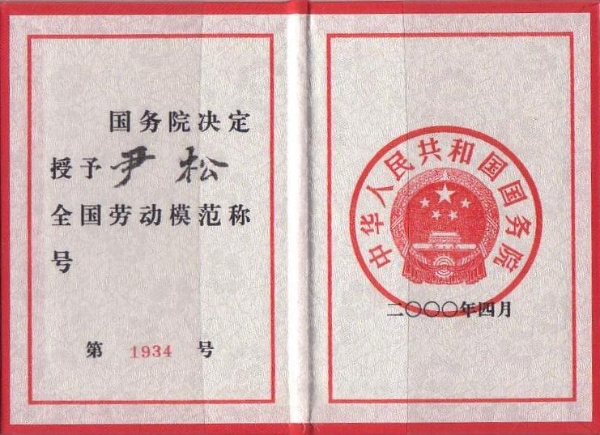 国务院决定
授予尹松
全国劳动模范称
号
第 1934 号
中华人民共和国国务院
二〇〇〇年四月